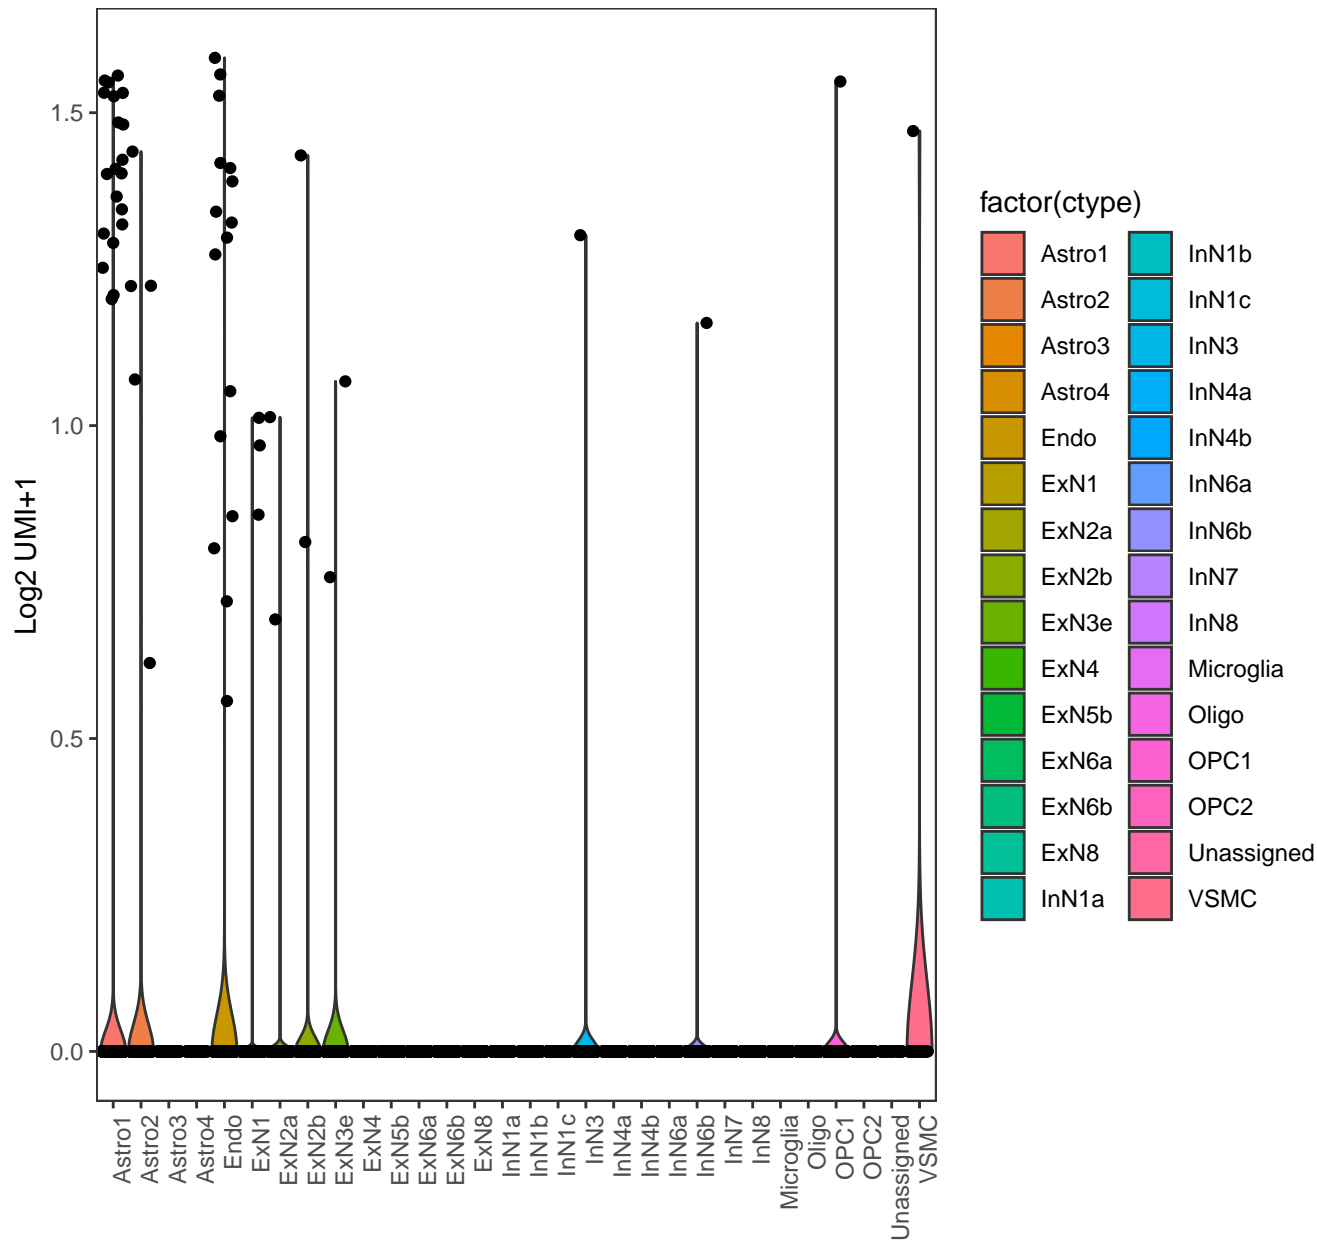 1.5
1.0
0.5
0.0
Log2 UMI+1
Astro1
Astro2
Astro3
Astro4
Endo
ExN1
ExN2a
ExN2b
ExN3e
ExN4
ExN5b
ExN6a
ExN6b
ExN8
InN1a
InN1b
InN1c
InN3
InN4a
InN4b
InN6a
InN6b
InN7
InN8
Microglia
Oligo
OPC1
OPC2
Unassigned
VSMC
factor(ctype)
Astro1
Astro2
Astro3
Astro4
Endo
ExN1
ExN2a
ExN2b
ExN3e
ExN4
ExN5b
ExN6a
ExN6b
ExN8
InN1a
InN1b
InN1c
InN3
InN4a
InN4b
InN6a
InN6b
InN7
InN8
Microglia
Oligo
OPC1
OPC2
Unassigned
VSMC